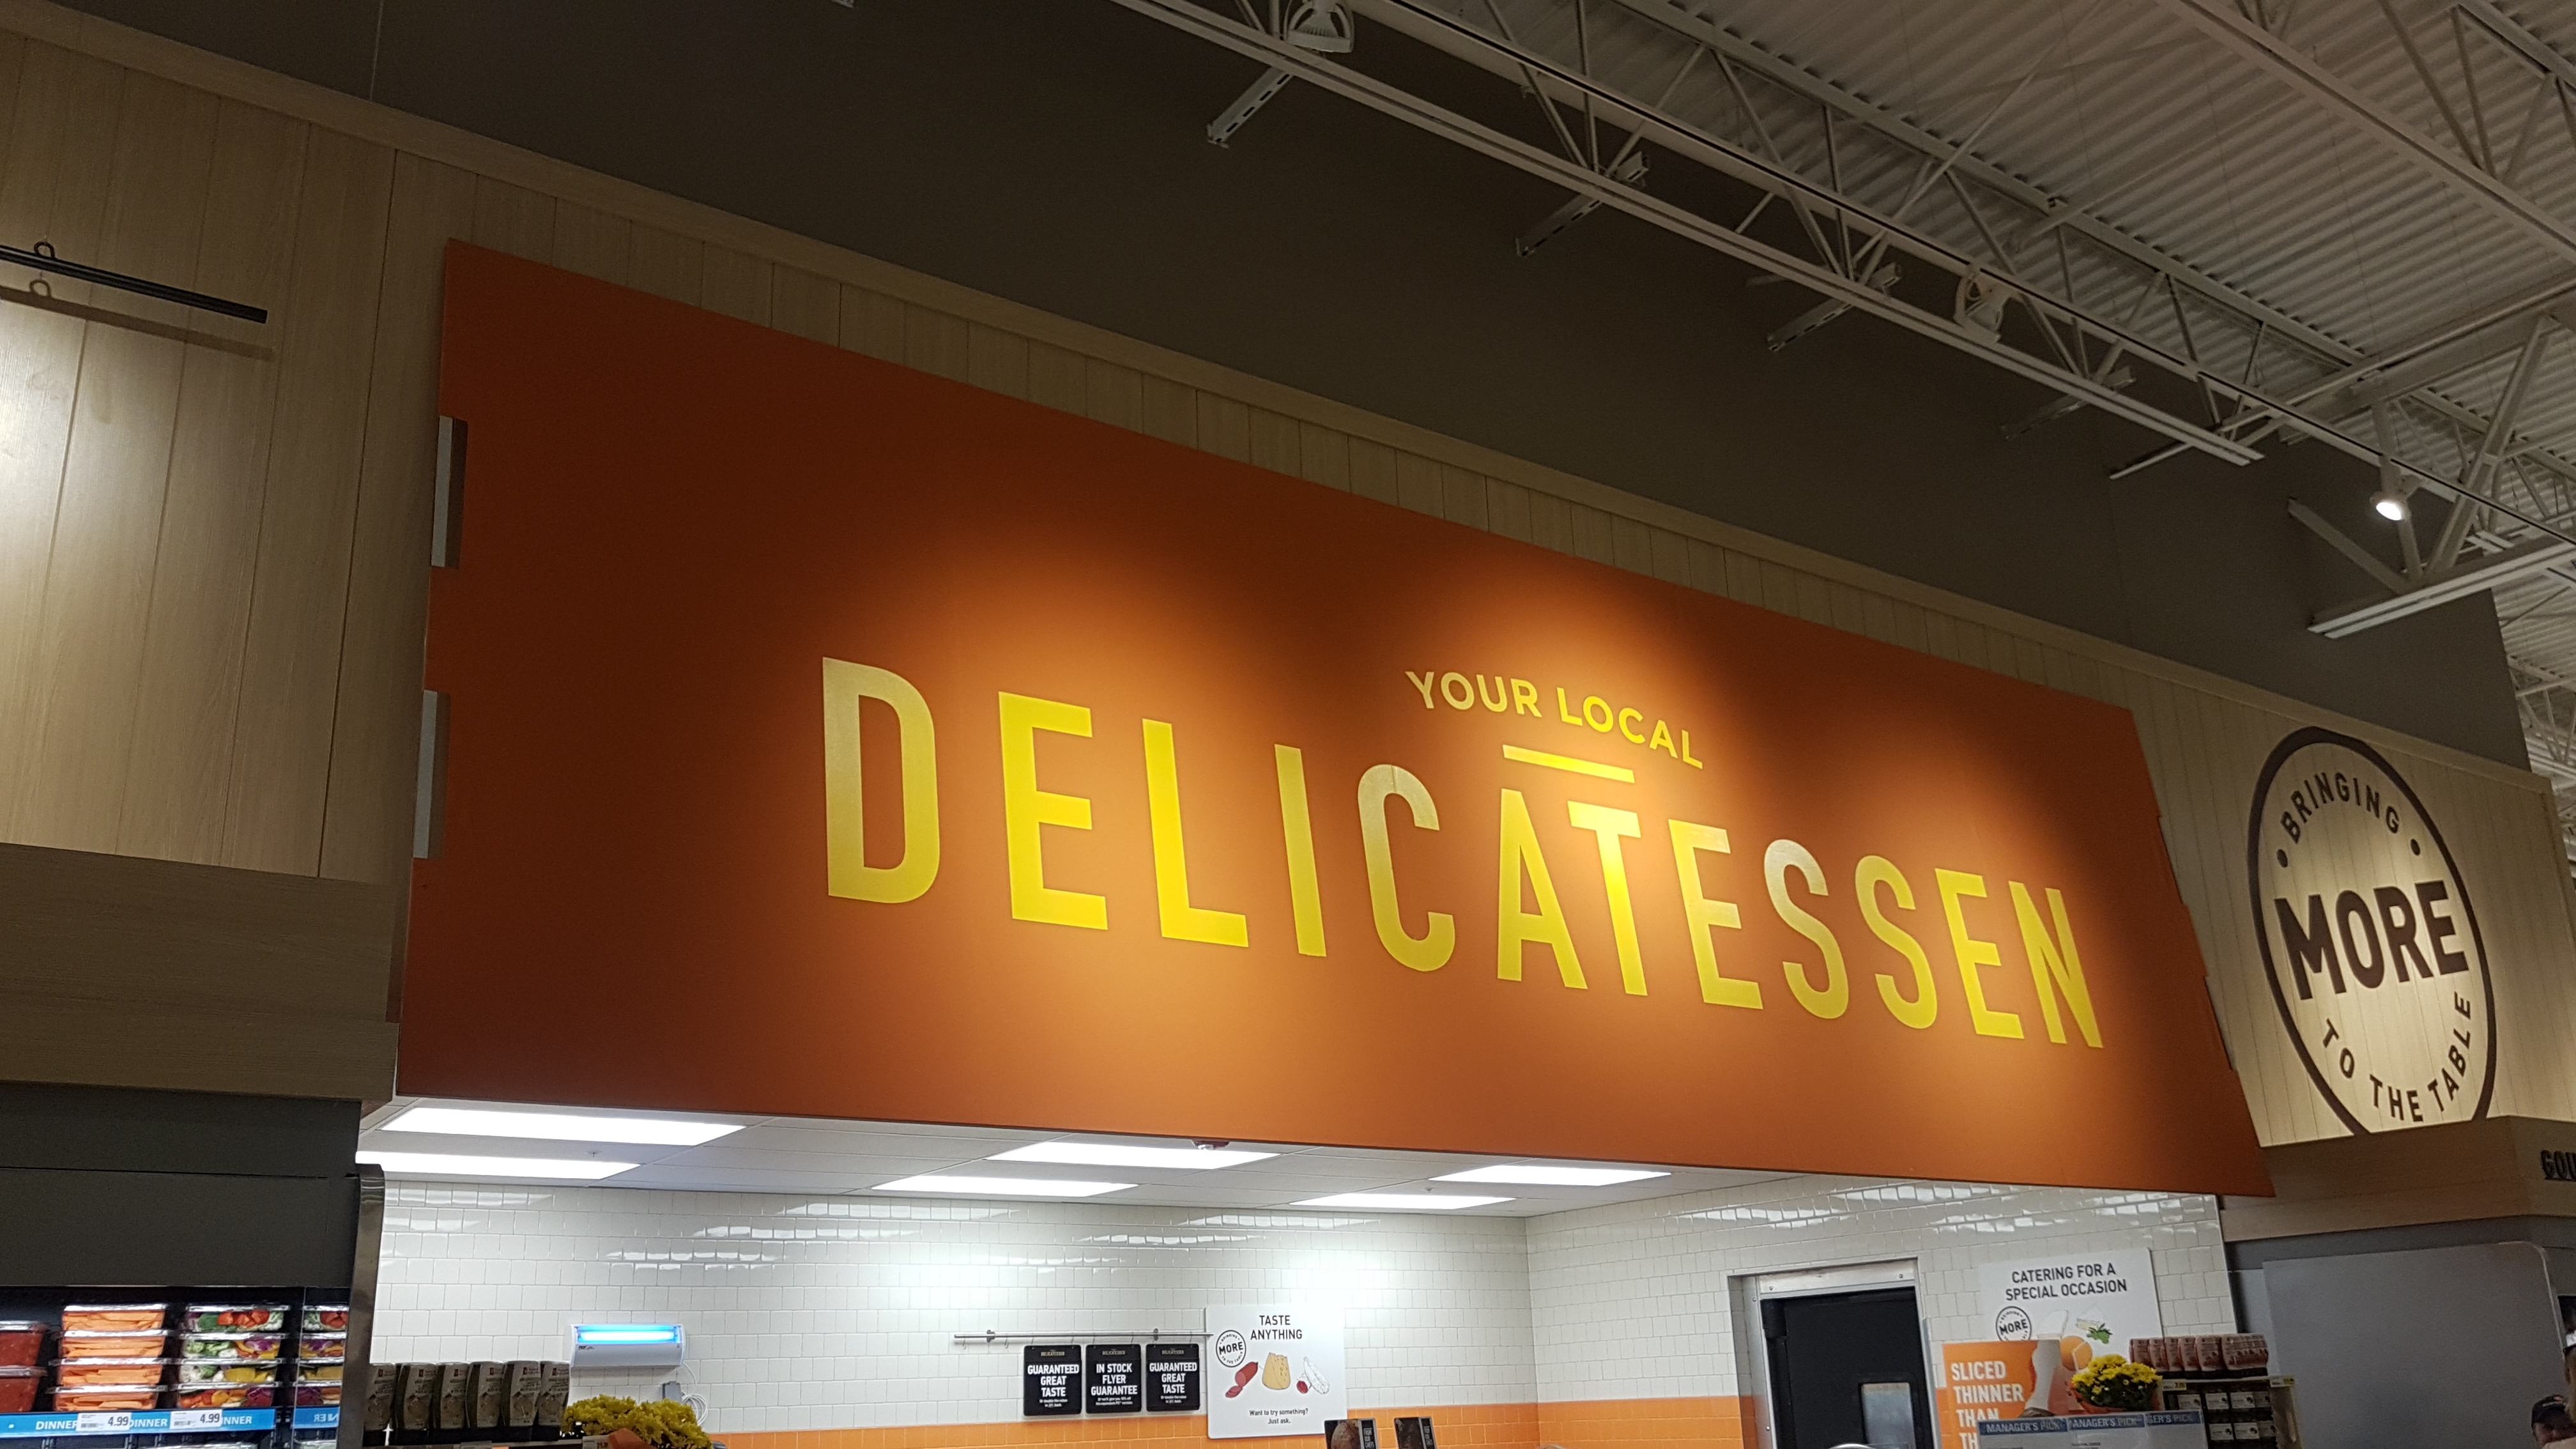 YOUR LOCAL
DELICATESSEN
• BRINGING •
MORE
TO THE TABLE
CATERING FOR A
SPECIAL OCCASION
MORE
TASTE
ANYTHING
MORE
Want to try something?
Just ask.
GUARANTEED
GREAT
TASTE
IN STOCK
FLYER
GUARANTEE
GUARANTEED
GREAT
TASTE
SLICED
THINNER
THAN
MANAGER'S PICK
DINNER
4.99
DINNER
4.99